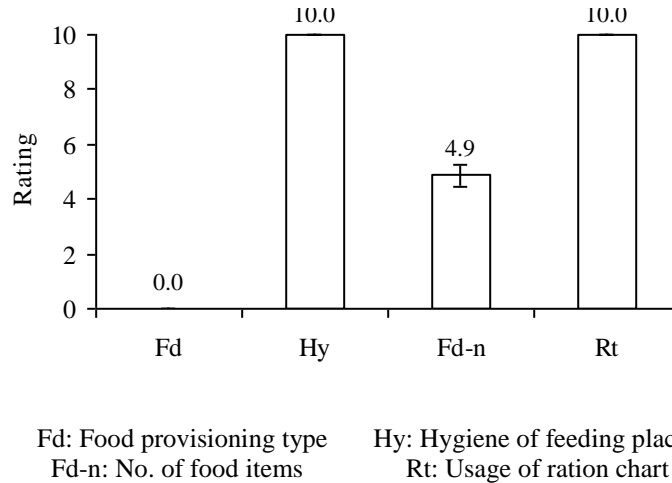 10.0 10.0
10
8
6
4.9
4
2
0.0
0
Rating
Fd Hy Fd-n Rt
Fd: Food provisioning type Hy: Hygiene of feeding
Fd-n: No. of food items Rt: Usage of ration chart